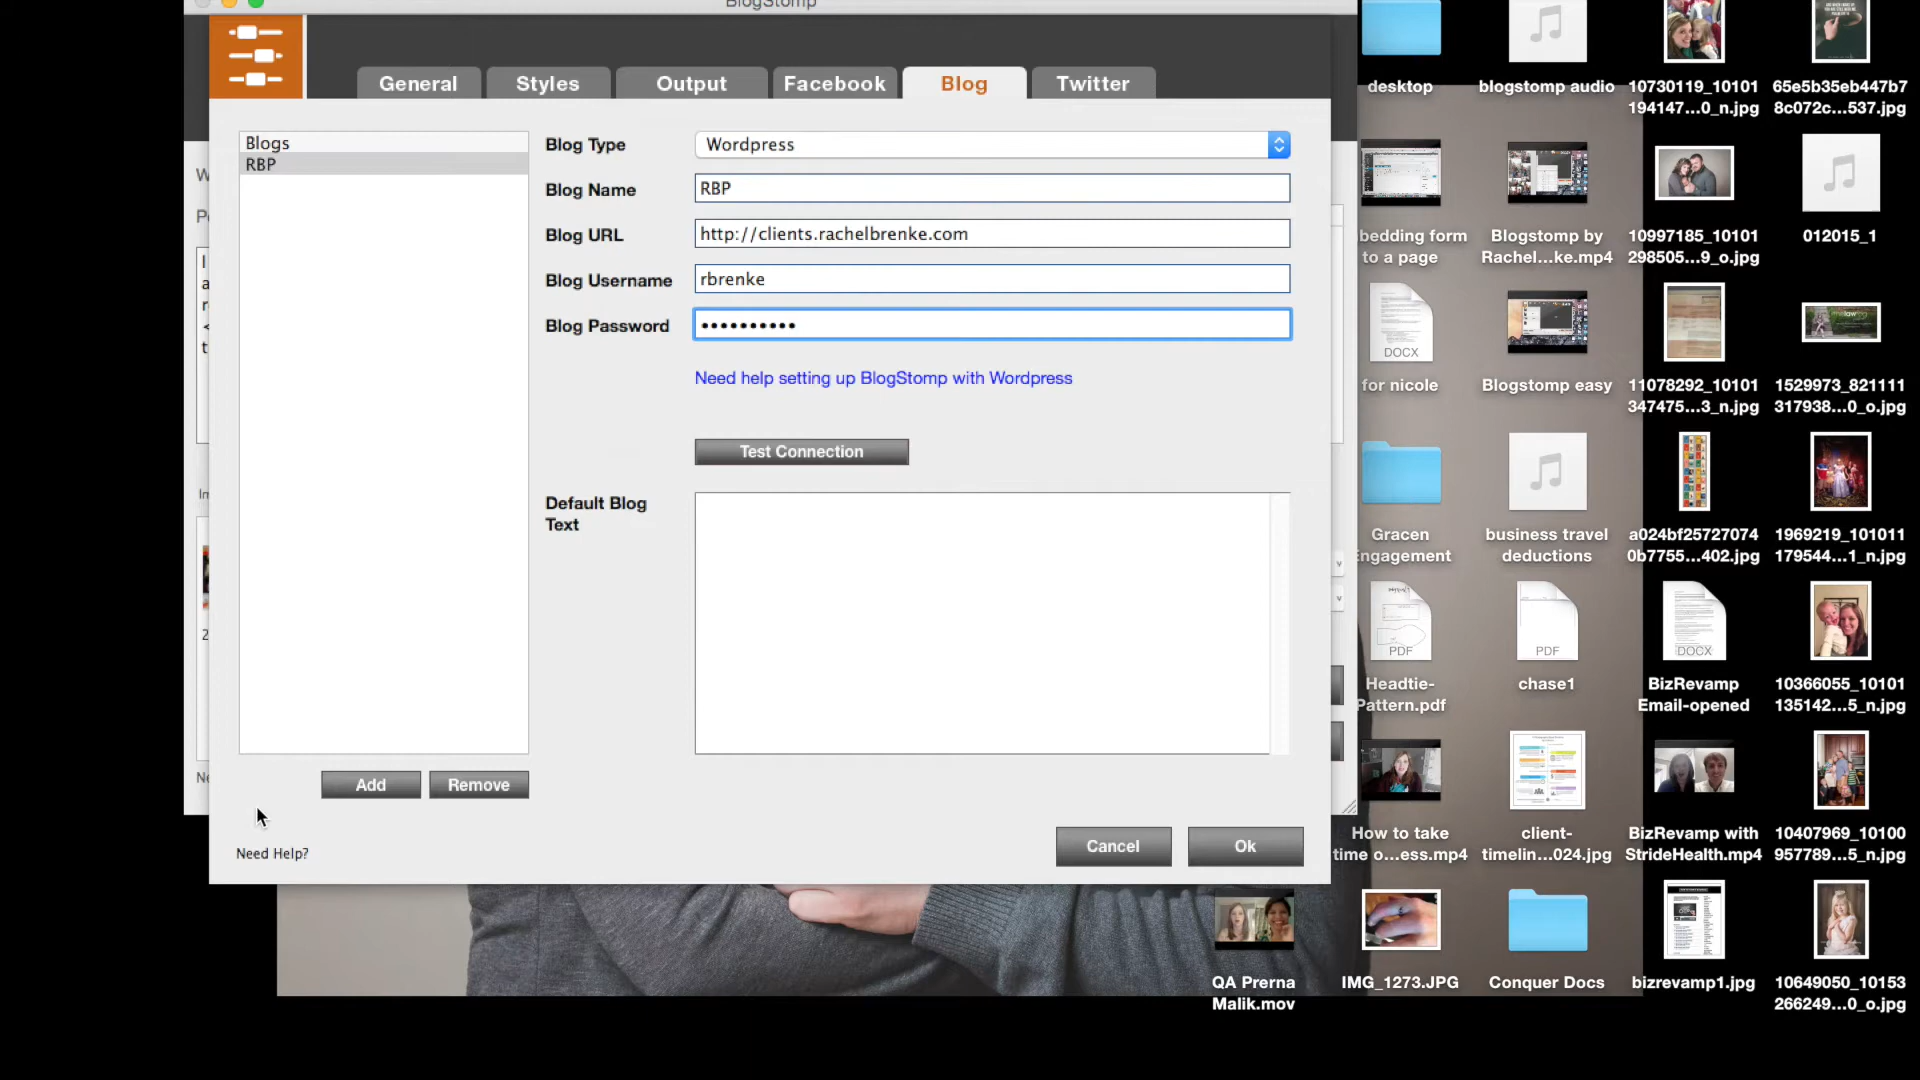 BlogStomp
General
Styles
Output
Facebook
Blog
Twitter
Blogs
RBP
Blog Type
Wordpress
Blog Name
RBP
Blog URL
http://clients.rachelbrenke.com
Blog Username
rbrenke
Blog Password
••••••••••
Need help setting up BlogStomp with Wordpress
Test Connection
Default Blog
Text
Add
Remove
Need Help?
Cancel
Ok
desktop
blogstomp audio
10730119_10101
194147...0_n.jpg
65e5b35eb447b7
8c072c...537.jpg
bedding form
to a page
Blogstomp by
Rachel...ke.mp4
10997185_10101
298505...9_o.jpg
012015_1
DOCX
for nicole
Blogstomp easy
11078292_10101
347475...3_n.jpg
1529973_821111
317938...0_o.jpg
Gracen
Engagement
business travel
deductions
a024bf25727074
0b7755...402.jpg
1969219_101011
179544...1_n.jpg
PDF
Headtie-
Pattern.pdf
PDF
chase1
DOCX
BizRevamp
Email-opened
10366055_10101
135142...5_n.jpg
How to take
time o...ess.mp4
client-
timelin...024.jpg
BizRevamp with
StrideHealth.mp4
10407969_10100
957789...5_n.jpg
QA Prerna
Malik.mov
IMG_1273.JPG
Conquer Docs
bizrevamp1.jpg
10649050_10153
266249...0_o.jpg